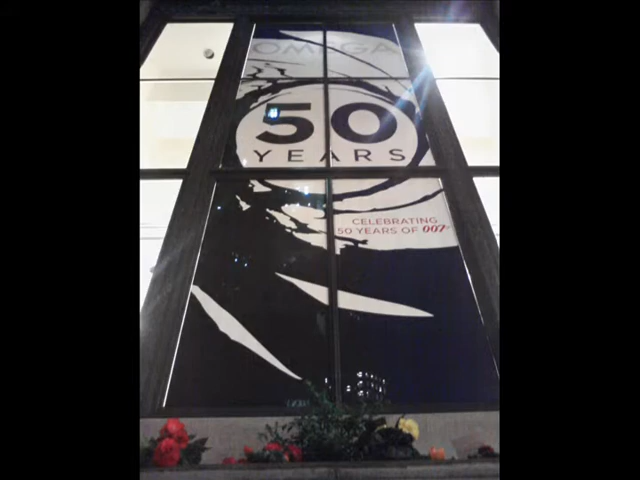 OMEGA
50
YEARS
CELEBRATING
50 YEARS OF 007